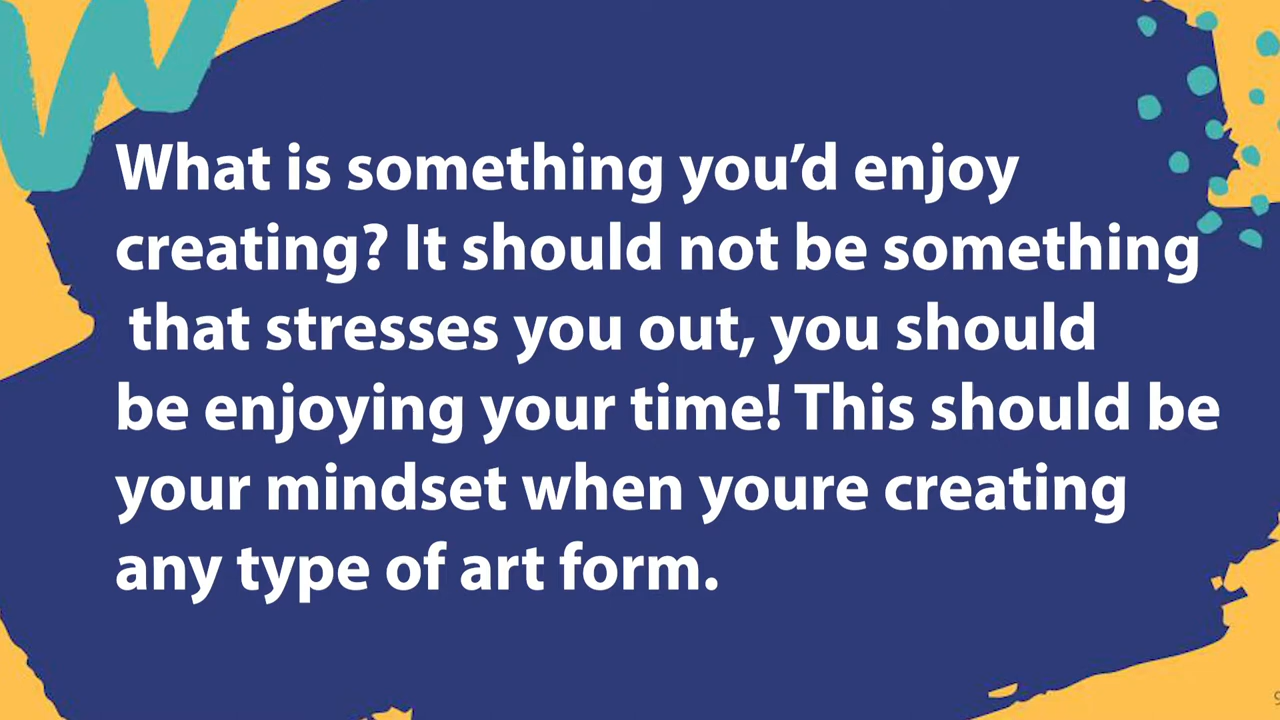 What is something you’d enjoy
creating? It should not be something
that stresses you out, you should
be enjoying your time! This should be
your mindset when youre creating
any type of art form.